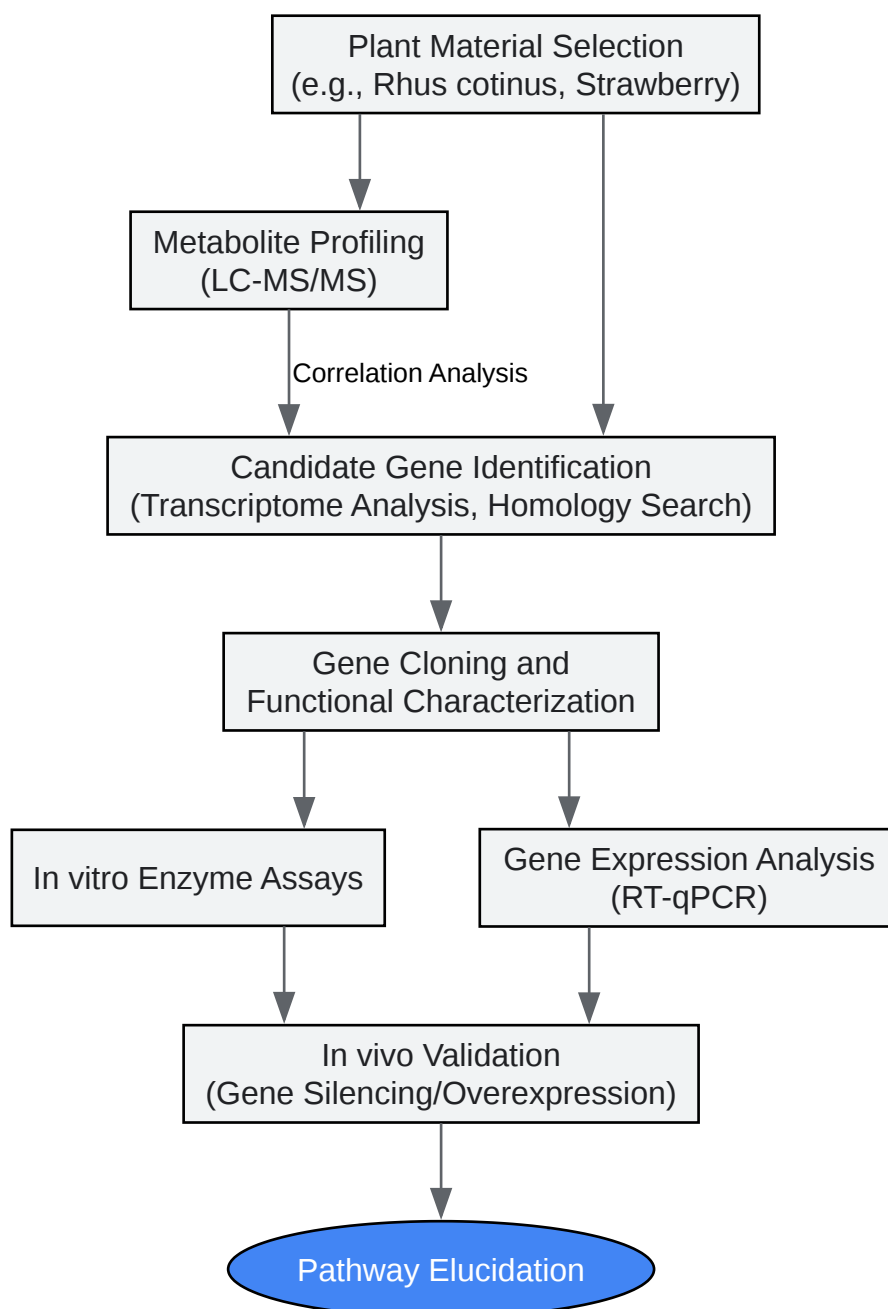 Plant Material Selection
(e.g., Rhus cotinus, Strawberry)
Metabolite Profiling
(LC-MS/MS)
Correlation Analysis
Candidate Gene Identification
(Transcriptome Analysis, Homology Search)
Gene Cloning and
Functional Characterization
In vitro Enzyme Assays
Gene Expression Analysis
(RT-qPCR)
In vivo Validation
(Gene Silencing/Overexpression)
Pathway Elucidation